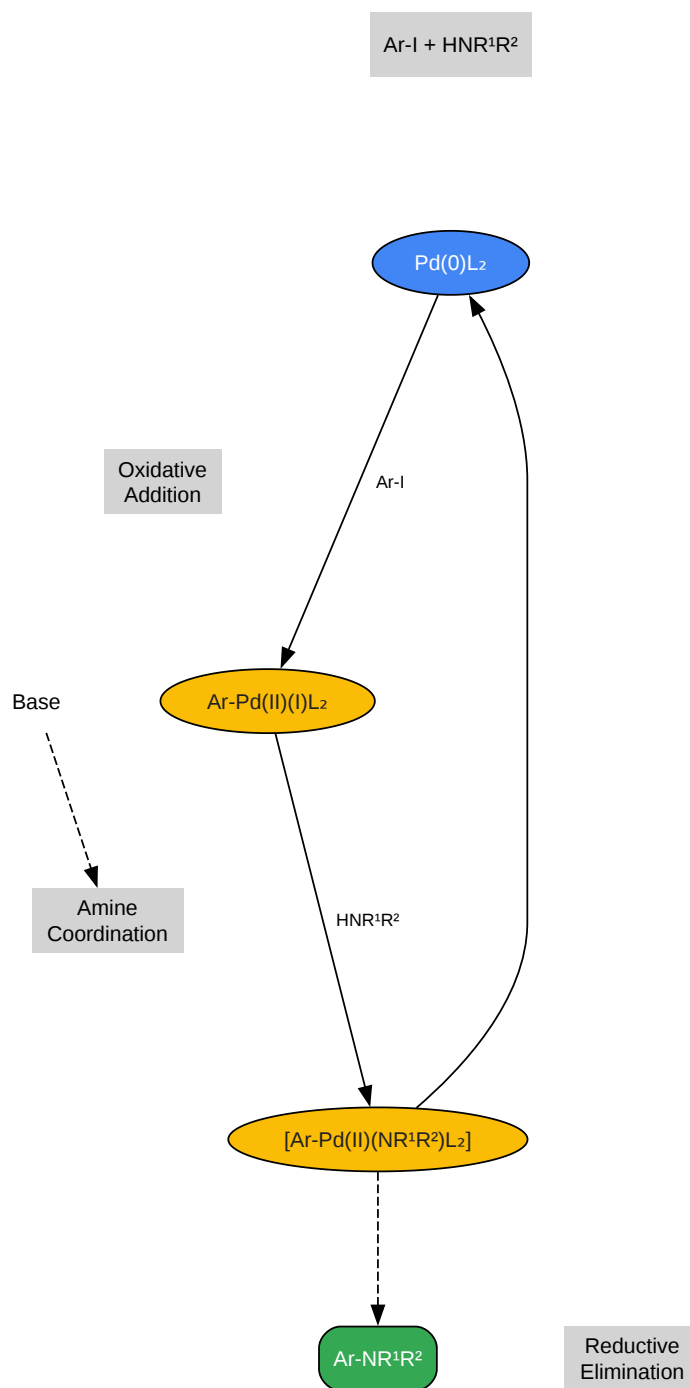 Ar-I + HNR¹R²
Pd(0)L₂
Oxidative
Addition
Ar-I
Base
Ar-Pd(II)(I)L₂
Amine
Coordination
HNR¹R²
[Ar-Pd(II)(NR¹R²)L₂]
Ar-NR¹R²
Reductive
Elimination